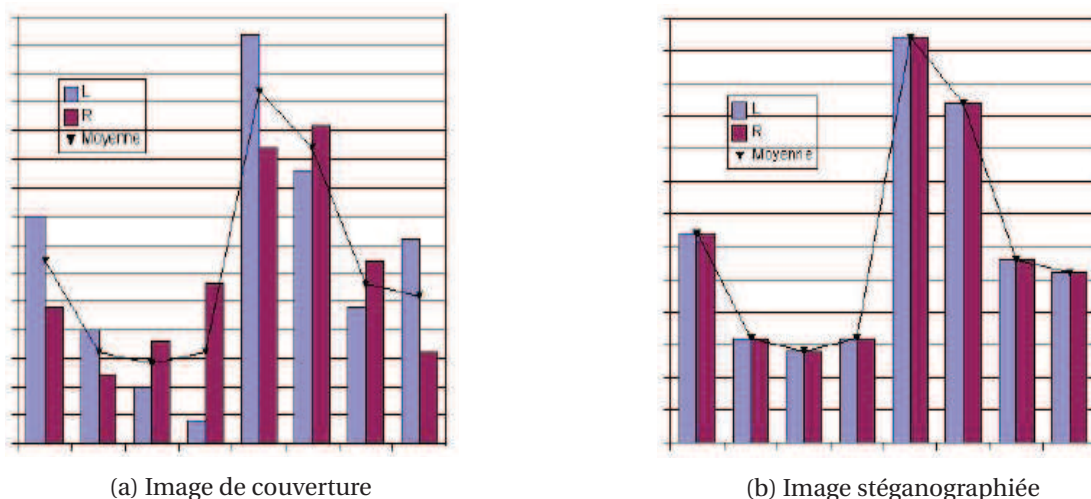 L
R
Moyenne
L
R
Moyenne
(a) Image de couverture
(b) Image stéganographiée